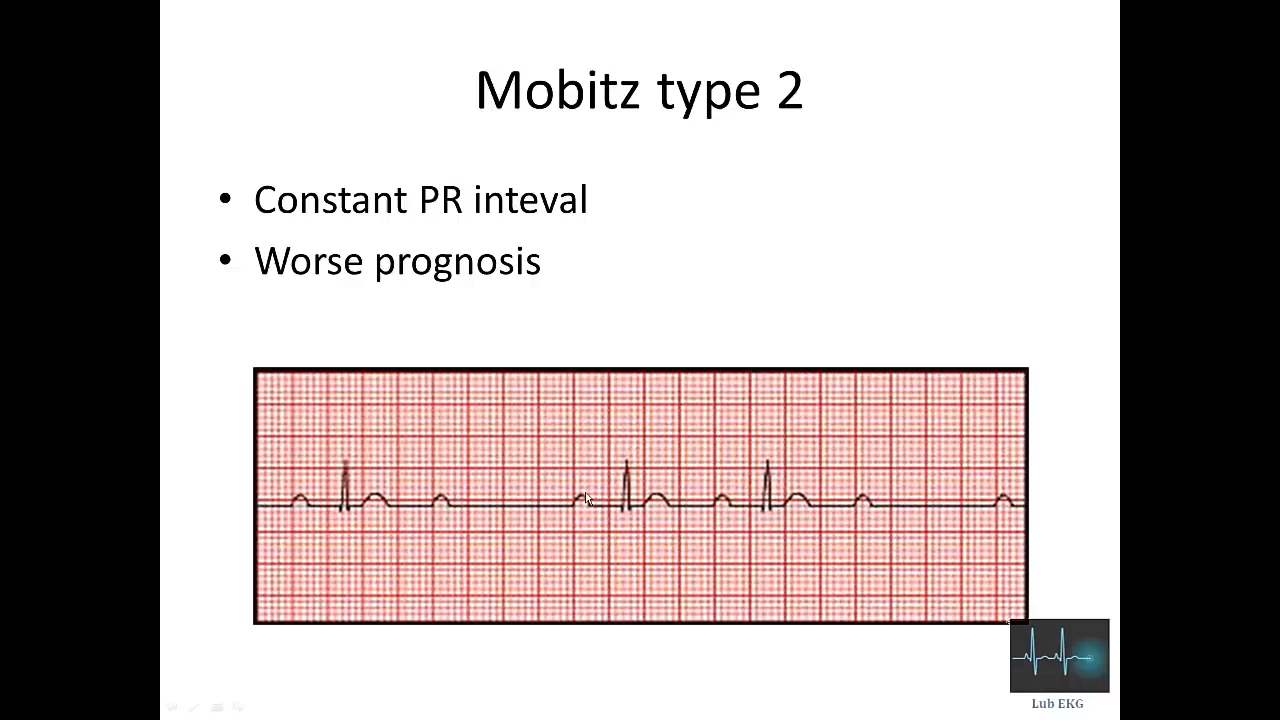 Mobitz type 2
• Constant PR inteval
• Worse prognosis
Lub EKG